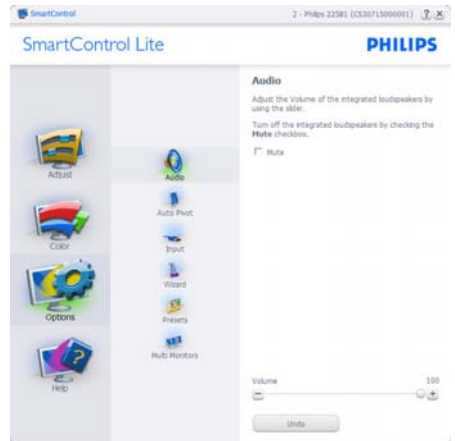 SmartControl
2 - Philips 225B1 (CS30715000001)
?
SmartControl Lite
PHILIPS
Adjust
Color
Options
Help
Audio
Auto Pivot
Input
Wizard
Presets
Multi Monitors
Audio
Adjust the Volume of the integrated loudspeakers by
using the slider.
Turn off the integrated loudspeakers by checking the
Mute checkbox.
Mute
Volume 100
Undo